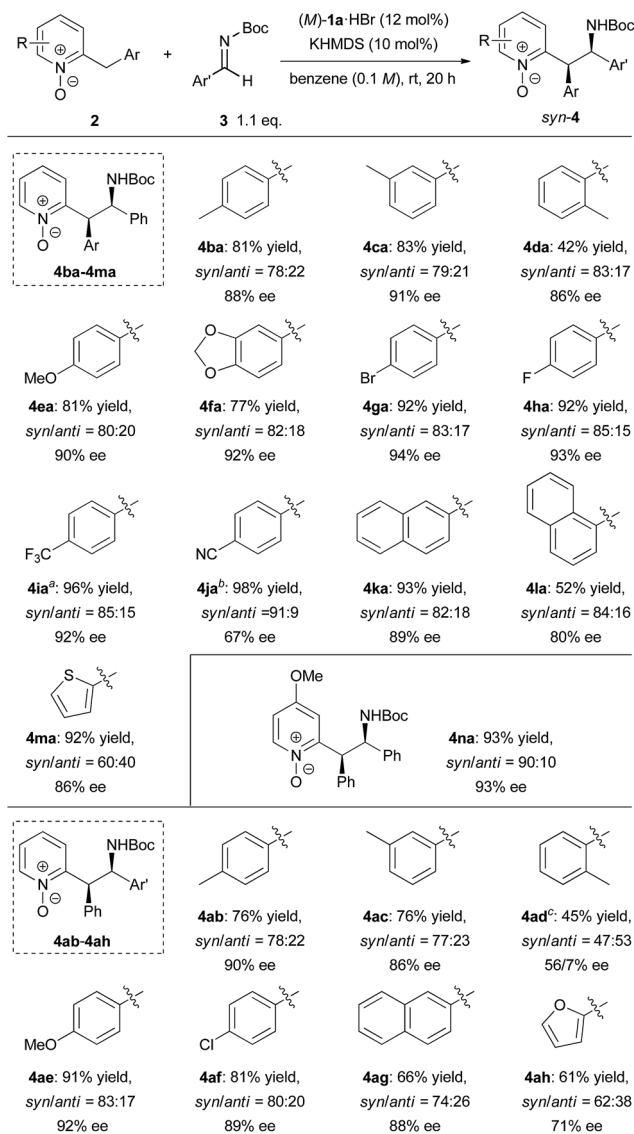 R
N
⊕
O
⊖
Ar
2
+
N
Boc
Ar'
H
3 1.1 eq.
(M)-1a·HBr (12 mol%)
KHMDS (10 mol%)
benzene (0.1 M), rt, 20 h
R
N
⊕
O
⊖
NHBoc
Ar'
Ar
syn-4
NHBoc
N
⊕
O
⊖
Ph
Ar
4ba-4ma
4ba: 81% yield,
syn/anti = 78:22
88% ee
4ca: 83% yield,
syn/anti = 79:21
91% ee
4da: 42% yield,
syn/anti = 83:17
86% ee
MeO
4ea: 81% yield,
syn/anti = 80:20
90% ee
O
O
4fa: 77% yield,
syn/anti = 82:18
92% ee
Br
4ga: 92% yield,
syn/anti = 83:17
94% ee
F
4ha: 92% yield,
syn/anti = 85:15
93% ee
F3C
4ia^a: 96% yield,
syn/anti = 85:15
92% ee
NC
4ja^b: 98% yield,
syn/anti =91:9
67% ee
4ka: 93% yield,
syn/anti = 82:18
89% ee
4la: 52% yield,
syn/anti = 84:16
80% ee
S
4ma: 92% yield,
syn/anti = 60:40
86% ee
OMe
NHBoc
N
⊕
O
⊖
Ph
Ph
4na: 93% yield,
syn/anti = 90:10
93% ee
NHBoc
N
⊕
O
⊖
Ar'
Ph
4ab-4ah
4ab: 76% yield,
syn/anti = 78:22
90% ee
4ac: 76% yield,
syn/anti = 77:23
86% ee
4ad^c: 45% yield,
syn/anti = 47:53
56/7% ee
MeO
4ae: 91% yield,
syn/anti = 83:17
92% ee
Cl
4af: 81% yield,
syn/anti = 80:20
89% ee
4ag: 66% yield,
syn/anti = 74:26
88% ee
O
4ah: 61% yield,
syn/anti = 62:38
71% ee